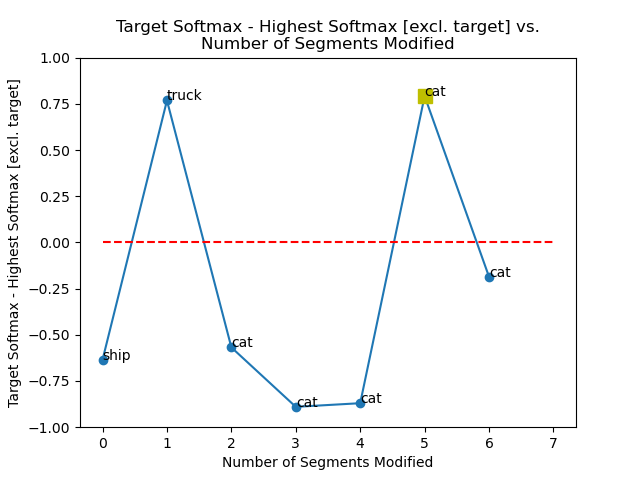 Target Softmax - Highest Softmax [excl. target] vs.
Number of Segments Modified
Target Softmax - Highest Softmax [excl. target]
1.00
0.75
0.50
0.25
0.00
−0.25
−0.50
−0.75
−1.00
ship
truck
cat
cat
cat
cat
cat
0 1 2 3 4 5 6 7
Number of Segments Modified